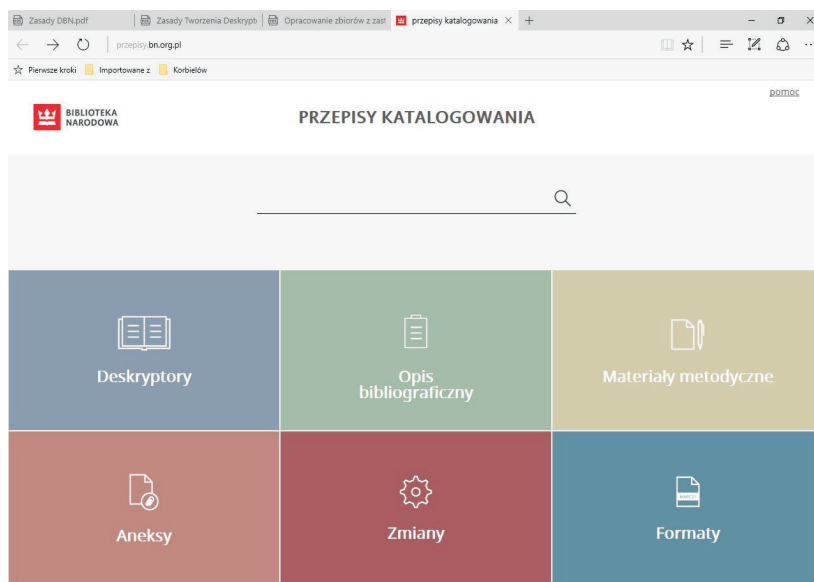 Zasady DBN.pdf
Zasady Tworzenia Deskrypt
Opracowanie zbiorów z zast
przepisy katalogowania
przepisy.bn.org.pl
Pierwsze kroki
Importowane z
Korbielów
pomoc
BIBLIOTEKA
NARODOWA
PRZEPISY KATALOGOWANIA
Deskryptory
Opis
bibliograficzny
Materiały metodyczne
Aneksy
Zmiany
Formaty